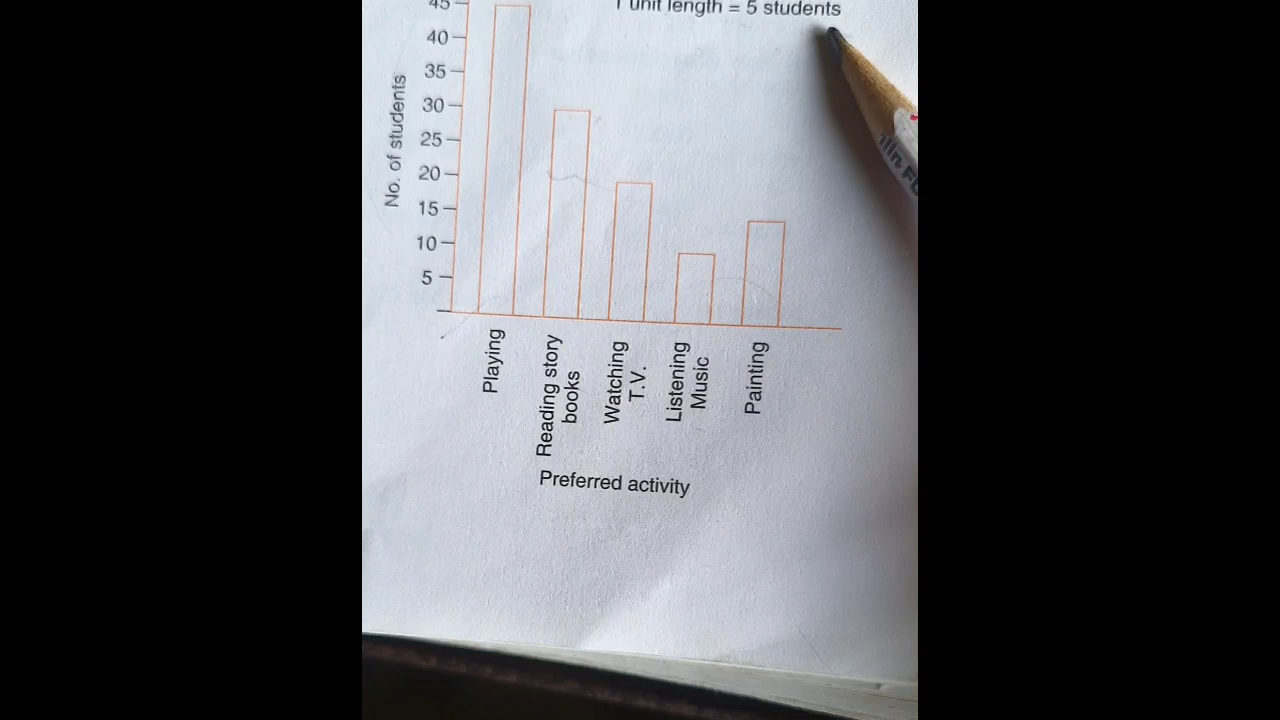 1 unit length = 5 students
45
40
35
30
25
20
15
10
5
No. of students
Playing
Reading story
books
Watching
T.V.
Listening
Music
Painting
Preferred activity